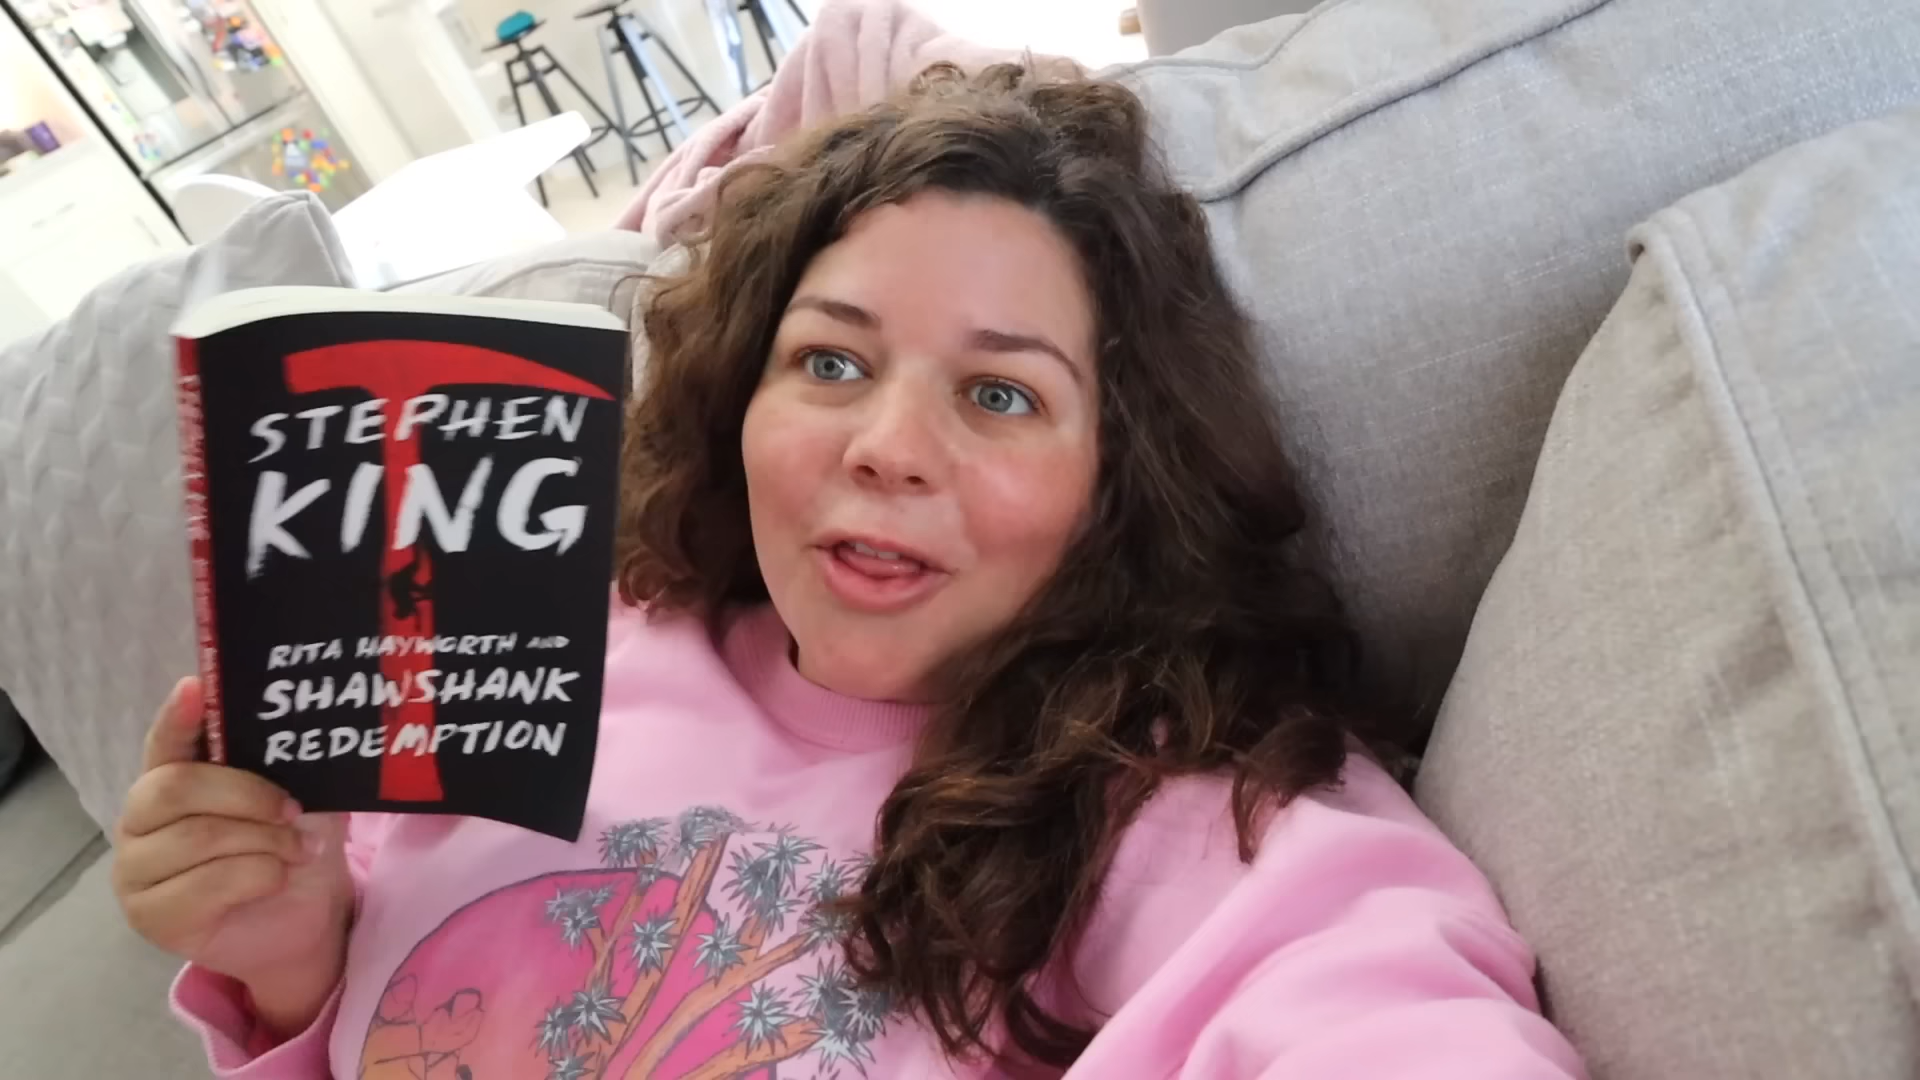 STEPHEN
KING
RITA HAYWORTH AND
SHAWSHANK
REDEMPTION